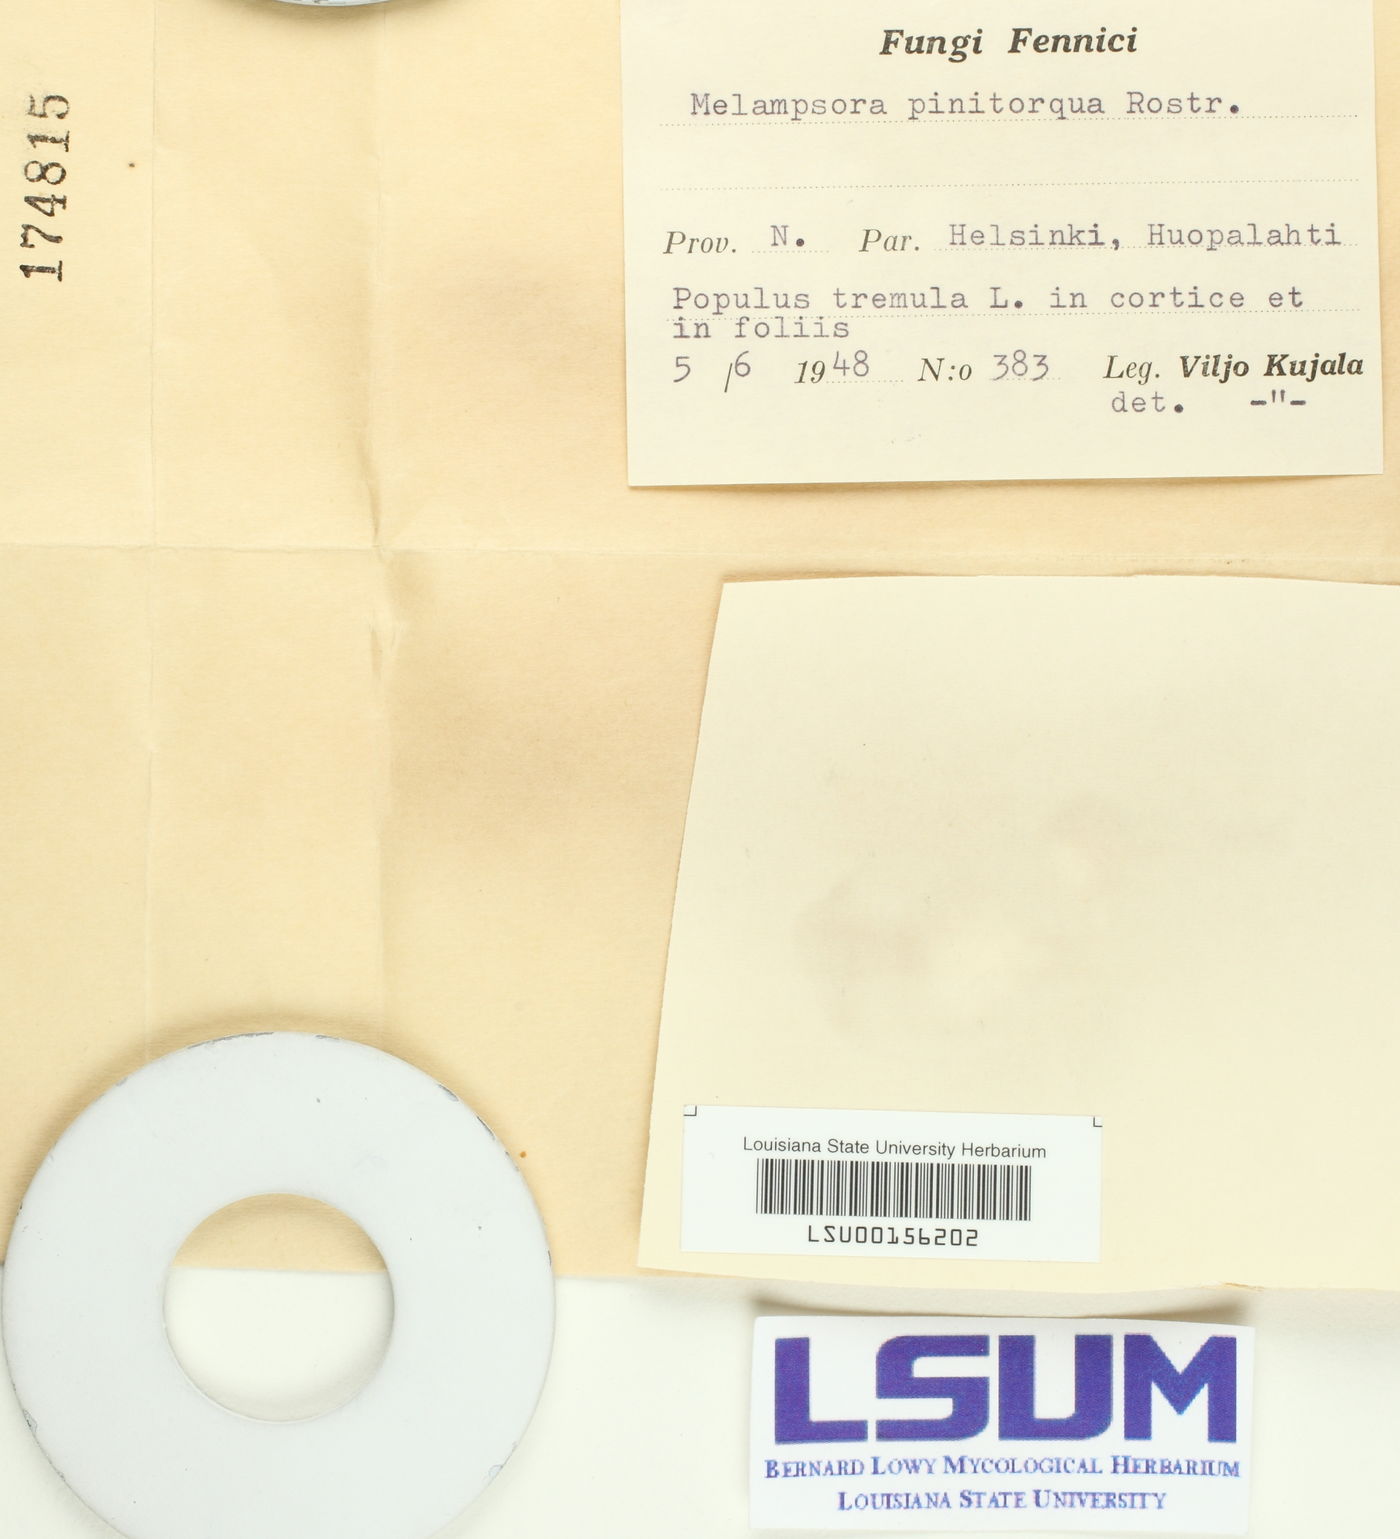 174815
Fungi Fennici
Melampsora pinitorqua Rostr.
Prov. N. Par. Helsinki, Huopalahti
Populus tremula L. in cortice et
in foliis
5 /6 1948 N:o 383 Leg. Viljo Kujala
det. -"-
Louisiana State University Herbarium
LSU00156202
LSUM
BERNARD LOWY MYCOLOGICAL HERBARIUM
LOUISIANA STATE UNIVERSITY